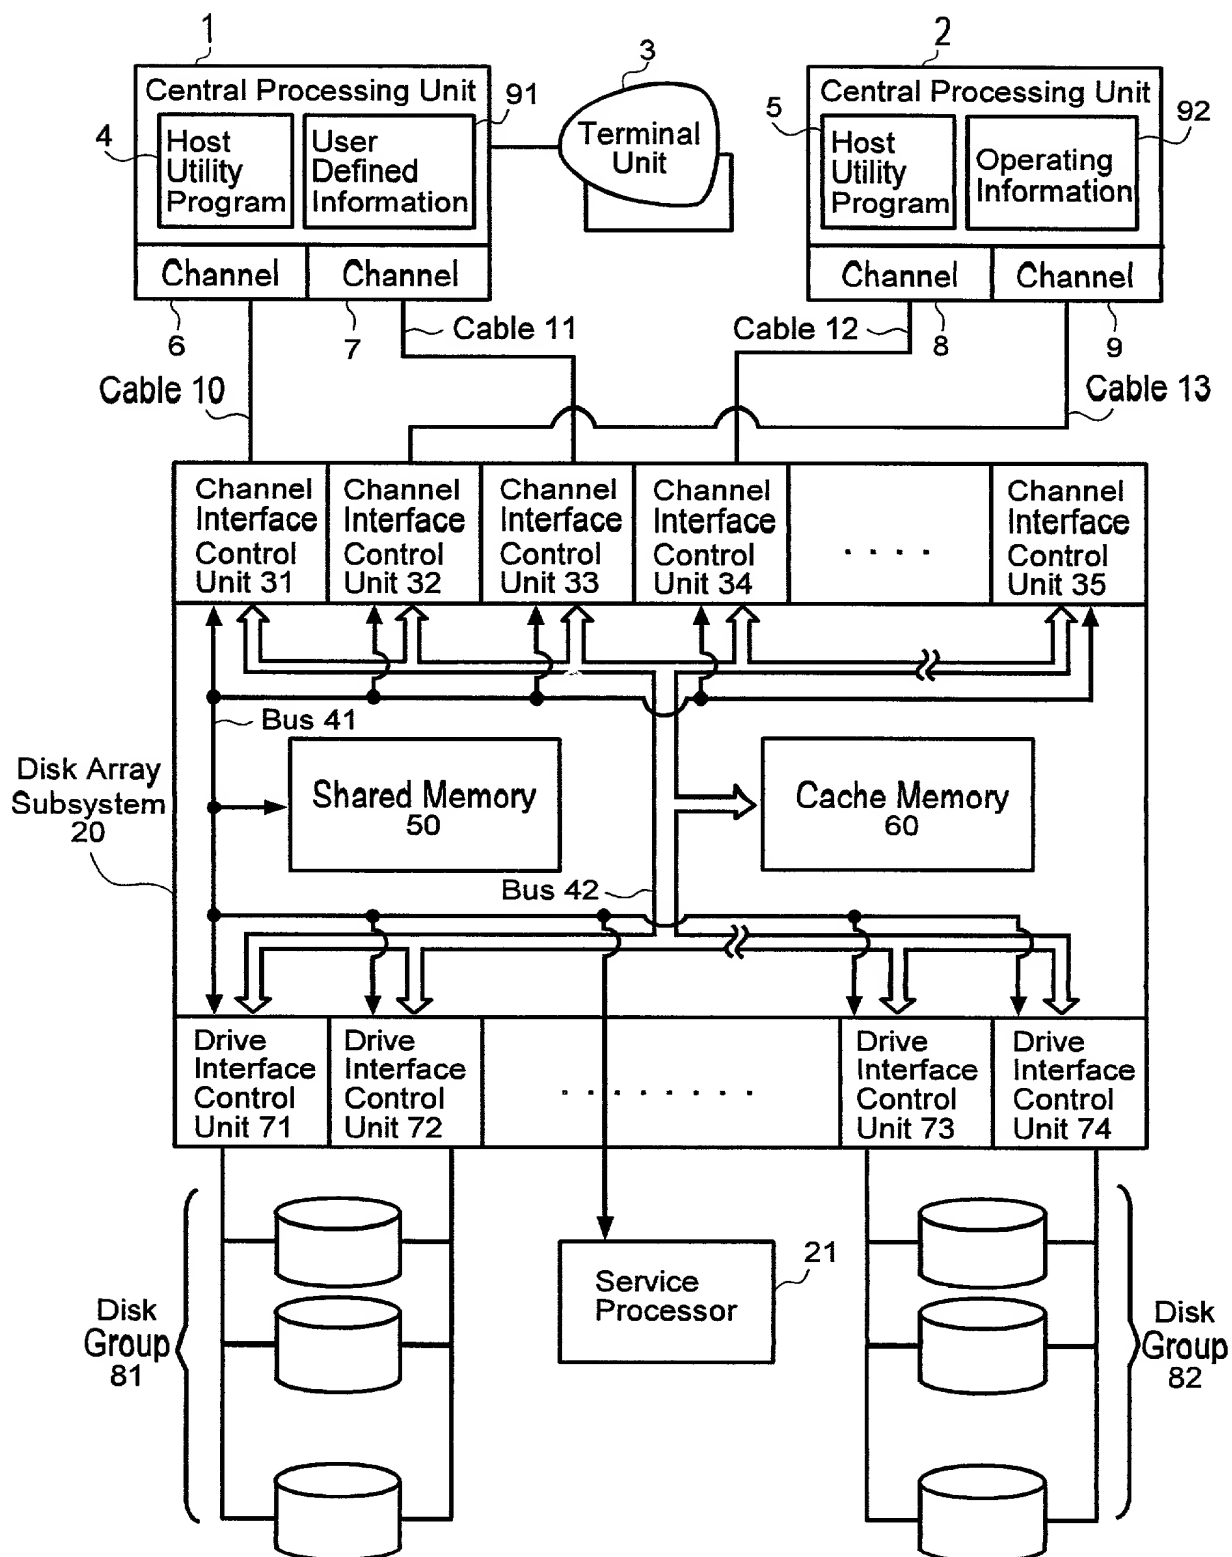 1
2
3
Central Processing Unit
91
4
Host
Utility
Program
User
Defined
Information
Terminal
Unit
Central Processing Unit
5
92
Host
Utility
Program
Operating
Information
Channel
Channel
Channel
Channel
6
7
Cable 11
Cable 12
8
9
Cable 10
Cable 13
Channel
Interface
Control
Unit 31
Channel
Interface
Control
Unit 32
Channel
Interface
Control
Unit 33
Channel
Interface
Control
Unit 34
. . . .
Channel
Interface
Control
Unit 35
Bus 41
Disk Array
Subsystem
20
Shared Memory
50
Cache Memory
60
Bus 42
Drive
Interface
Control
Unit 71
Drive
Interface
Control
Unit 72
. . . . . . . . .
Drive
Interface
Control
Unit 73
Drive
Interface
Control
Unit 74
21
Service
Processor
Disk
Group
81
Disk
Group
82